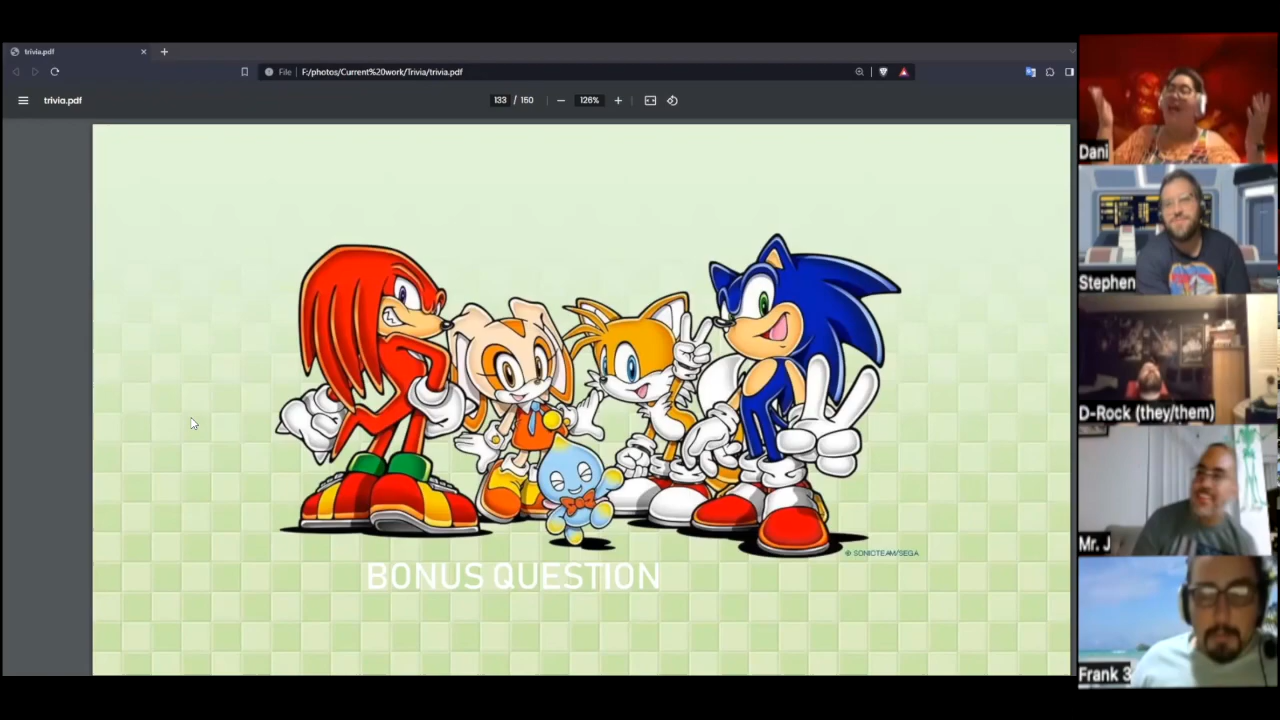 trivia.pdf
File F:/photos/Current%20work/Trivia/trivia.pdf
trivia.pdf
133 / 150
126%
© SONICTEAM/SEGA
BONUS QUESTION
Dani
Stephen
D-Rock (they/them)
Mr. J
Frank 3